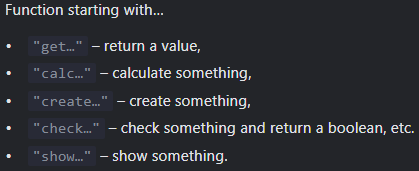 Function starting with…
• "get…" – return a value,
• "calc…" – calculate something,
• "create…" – create something,
• "check…" – check something and return a boolean, etc.
• "show…" – show something.